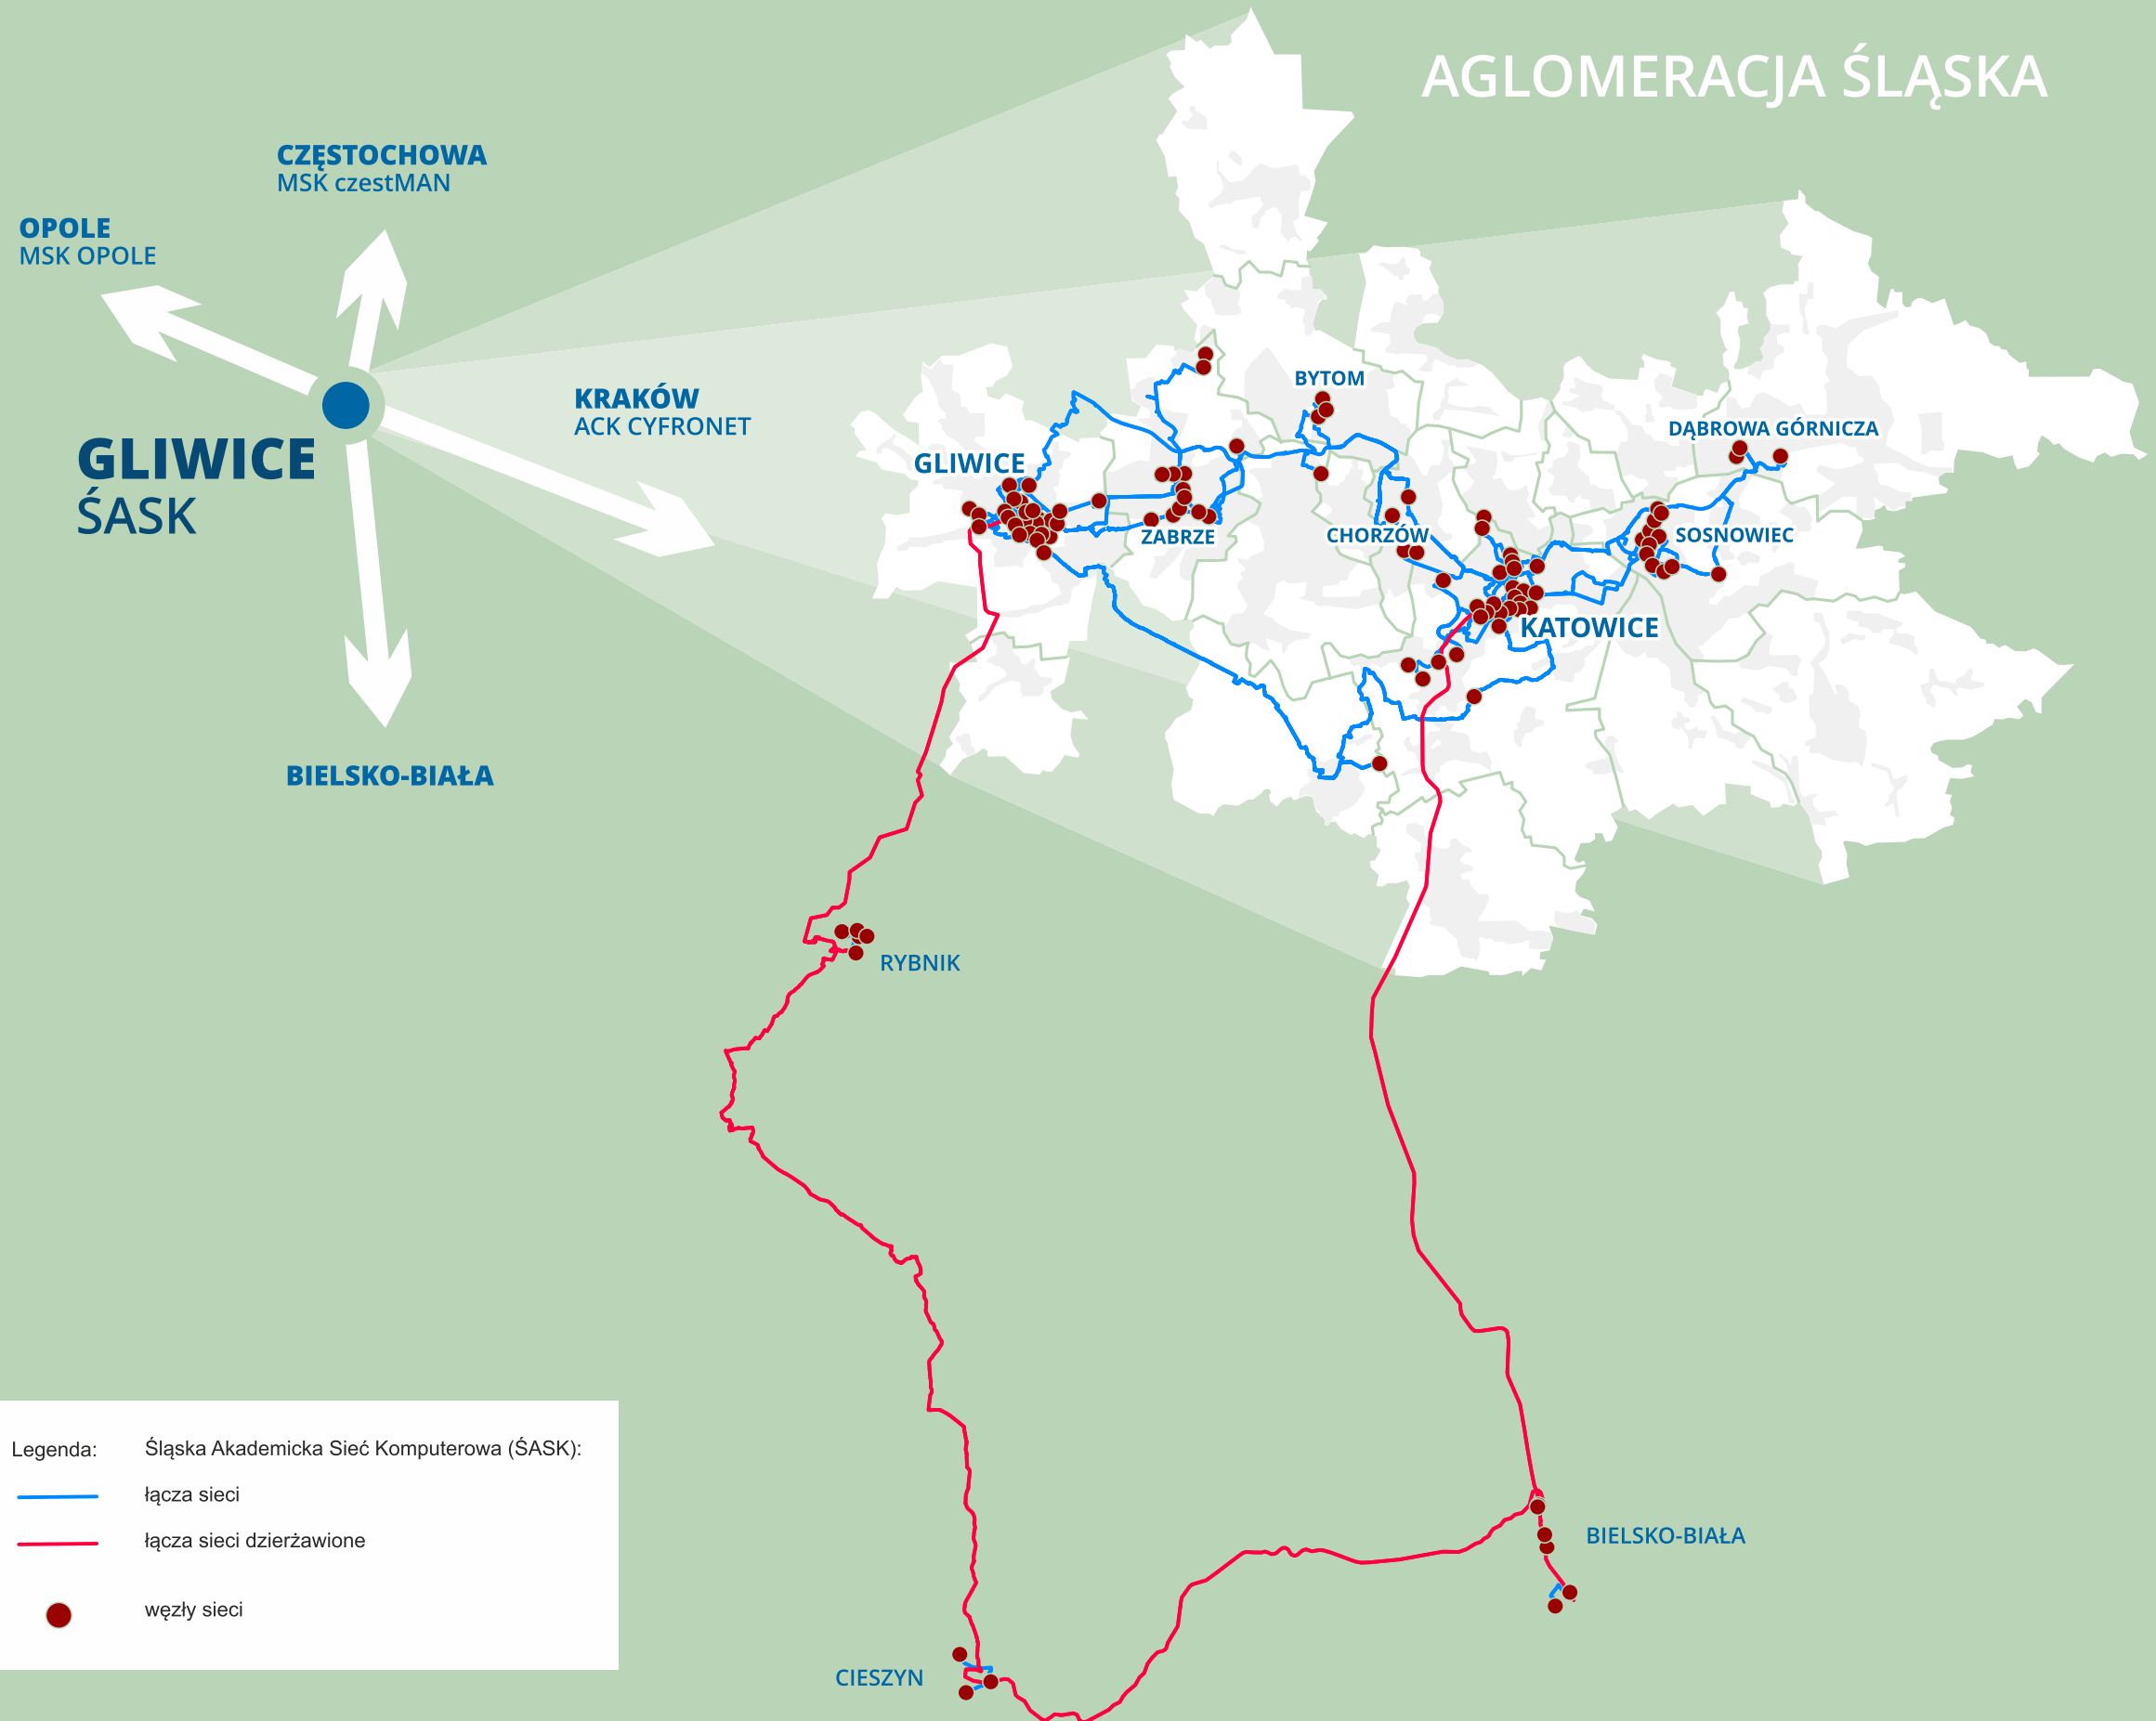 AGLOMERACJA ŚLĄSKA
CZĘSTOCHOWA
MSK czestMAN
OPOLE
MSK OPOLE
KRAKÓW
ACK CYFRONET
GLIWICE
ŚASK
BIELSKO-BIAŁA
BYTOM
DĄBROWA GÓRNICZA
GLIWICE
ZABRZE
CHORZÓW
SOSNOWIEC
KATOWICE
RYBNIK
BIELSKO-BIAŁA
CIESZYN
Legenda: Śląska Akademicka Sieć Komputerowa (ŚASK):
łącza sieci
łącza sieci dzierżawione
węzły sieci